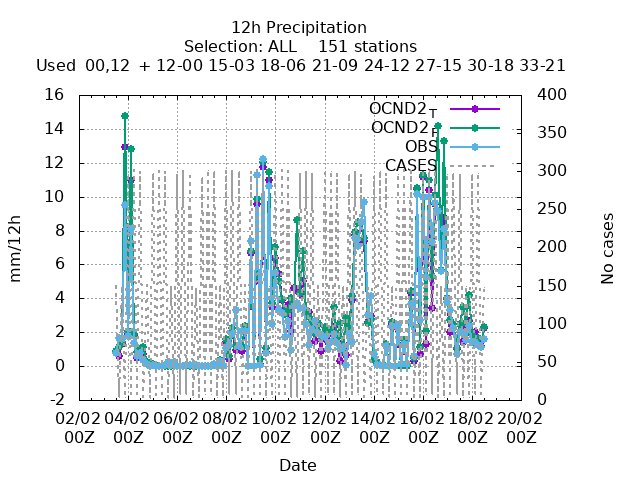 12h Precipitation
Selection: ALL 151 stations
Used 00,12 + 12-00 15-03 18-06 21-09 24-12 27-15 30-18 33-21
16 400
14 350
12 300
10 250
8 200
6
4 150
2 100
0 50
-2 0
OCND2T
OCND2F
OBS
CASES
mm/12h
No cases
02/02 04/02 06/02 08/02 10/02 12/02 14/02 16/02 18/02 20/02
00Z 00Z 00Z 00Z 00Z 00Z 00Z 00Z 00Z 00Z
Date